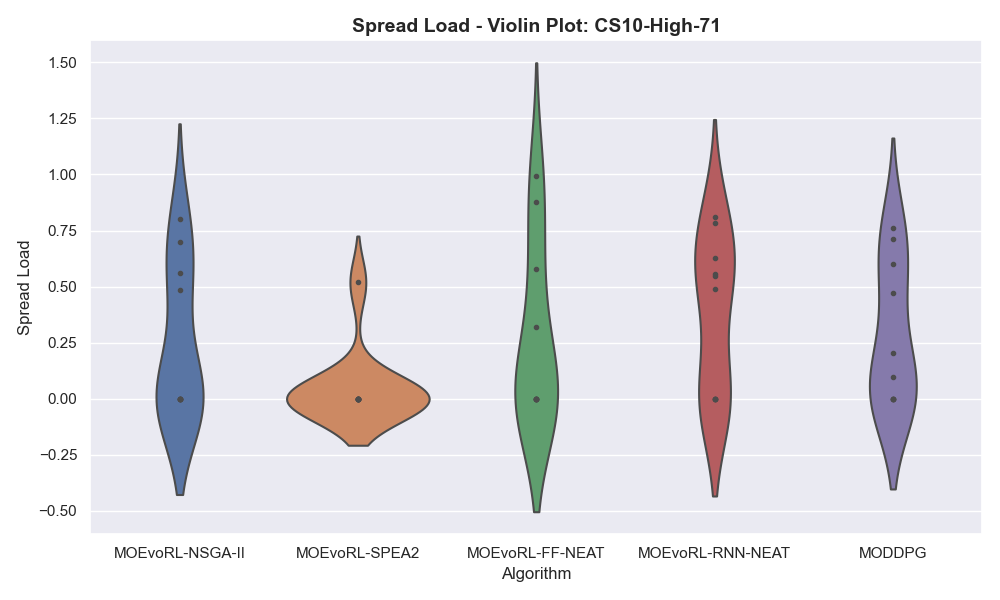 Spread Load - Violin Plot: CS10-High-71
1.50
1.25
1.00
0.75
0.50
0.25
0.00
−0.25
−0.50
Spread Load
MOEvoRL-NSGA-II MOEvoRL-SPEA2 MOEvoRL-FF-NEAT MOEvoRL-RNN-NEAT MODDPG
Algorithm